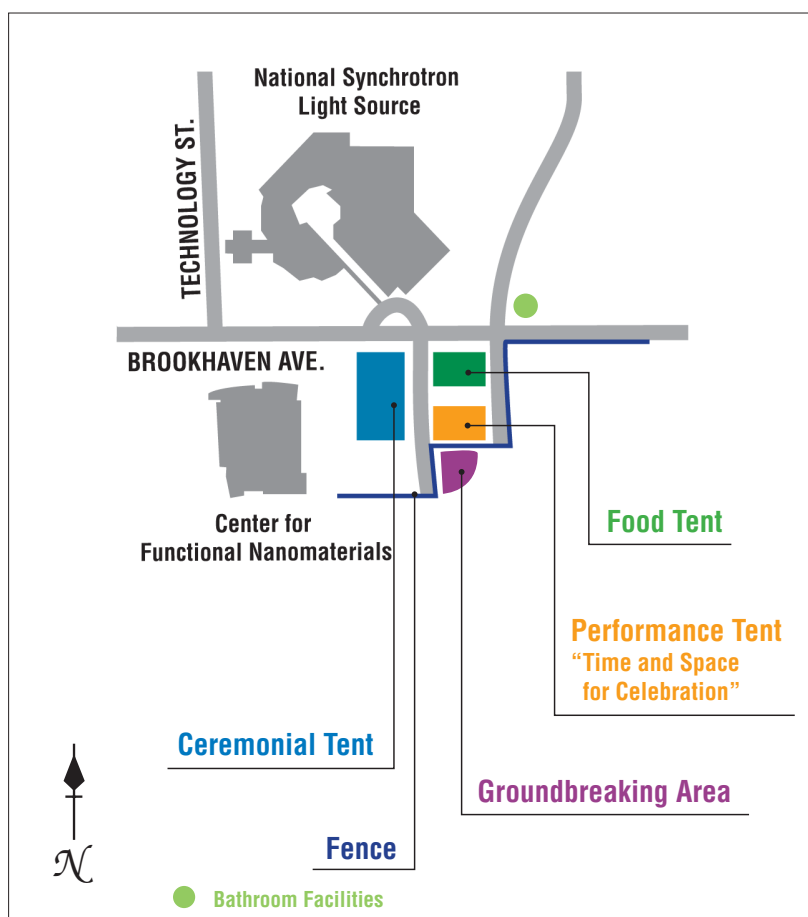 National Synchrotron
Light Source
TECHNOLOGY ST.
BROOKHAVEN AVE.
Center for
Functional Nanomaterials
Food Tent
Performance Tent
“Time and Space
for Celebration”
Ceremonial Tent
Groundbreaking Area
Fence
N
Bathroom Facilities